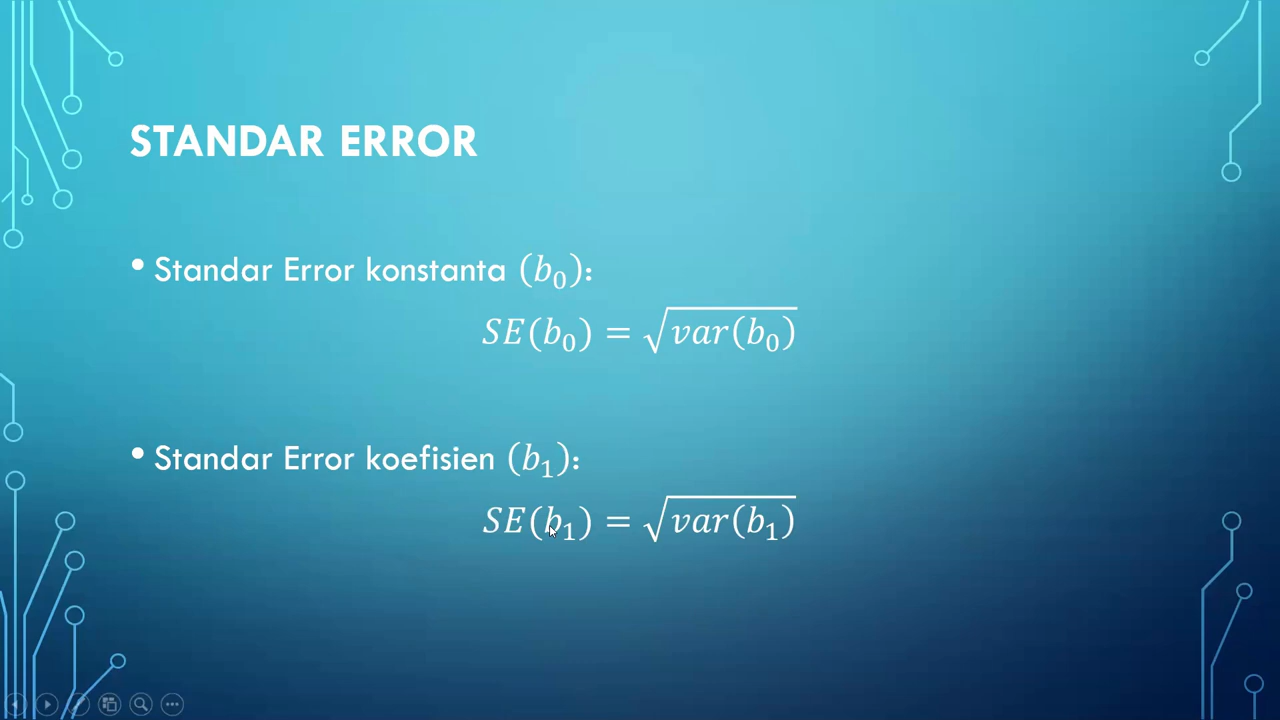 STANDAR ERROR
• Standar Error konstanta (b₀):
SE(b₀) = √var(b₀)
• Standar Error koefisien (b₁):
SE(b₁) = √var(b₁)